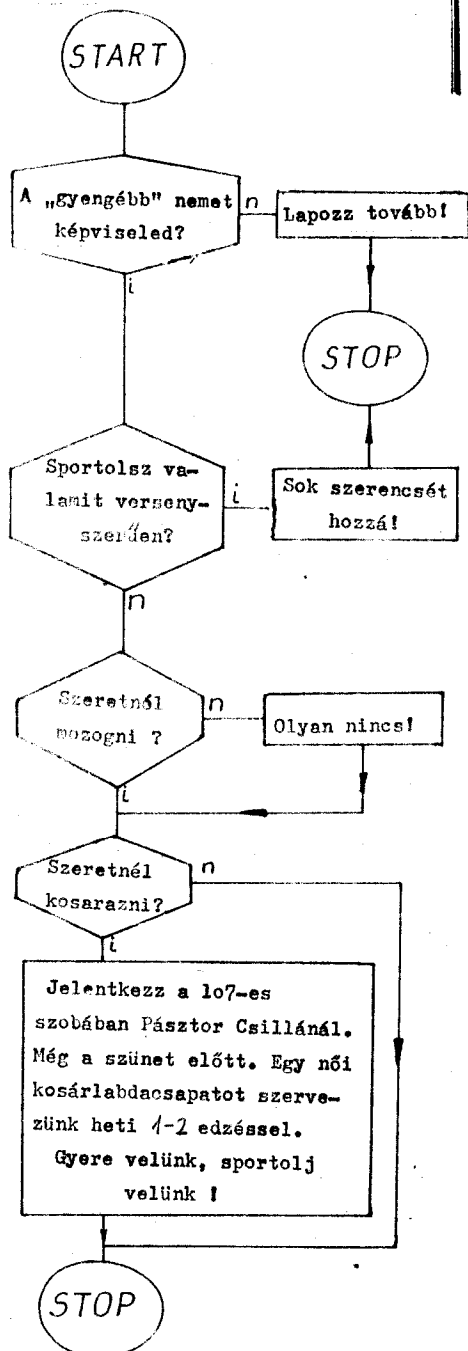 START
A „gyengébb" nemet
képviseled?
n
Lapozz tovább!
i
STOP
Sportolsz va-
lamit verseny-
szerűen?
i
Sok szerencsét
hozzá!
n
Szeretnél
mozogni ?
n
Olyan nincs!
i
Szeretnél
kosarazni?
n
i
Jelentkezz a lo7-es
szobában Pásztor Csillánál.
Még a szünet előtt. Egy női
kosárlabdacsapatot szerve-
zünk heti 1-2 edzéssel.
Gyere velünk, sportolj
velünk !
STOP